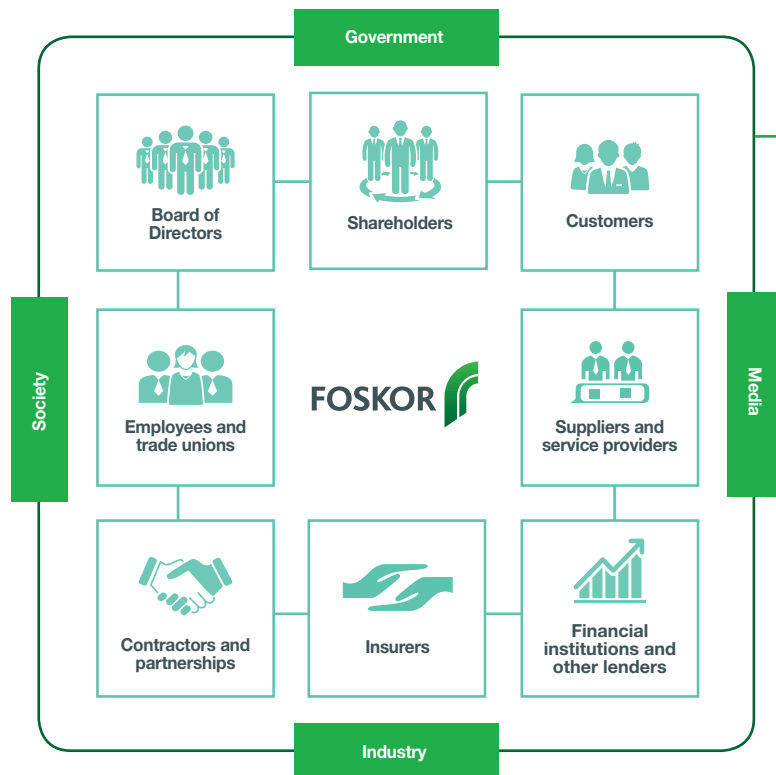 Government
Board of
Directors
Shareholders
Customers
Society
Employees and
trade unions
FOSKOR
Suppliers and
service providers
Media
Contractors and
partnerships
Insurers
Financial
institutions and
other lenders
Industry